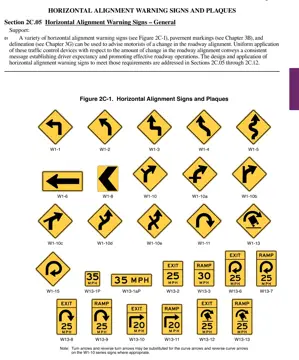 HORIZONTAL ALIGNMENT WARNING SIGNS AND PLAQUES
Section 2C.05 Horizontal Alignment Warning Signs – General
Support:
01 A variety of horizontal alignment warning signs (see Figure 2C-1), pavement markings (see Chapter 3B), and
delineation (see Chapter 3G) can be used to advise motorists of a change in the roadway alignment. Uniform application
of these traffic control devices with respect to the amount of change in the roadway alignment conveys a consistent
message establishing driver expectancy and promoting effective roadway operations. The design and application of
horizontal alignment warning signs to meet those requirements are addressed in Sections 2C.05 through 2C.12.
Figure 2C-1. Horizontal Alignment Signs and Plaques
W1-1 W1-2 W1-3 W1-4 W1-5
W1-6 W1-8 W1-10 W1-10a W1-10b
W1-10c W1-10d W1-10e W1-11 W1-13
EXIT RAMP EXIT RAMP
35 MPH 35 MPH 25 MPH 30 MPH 25 MPH 25 MPH
W1-15 W13-1P W13-1aP W13-2 W13-3 W13-6 W13-7
EXIT RAMP EXIT RAMP EXIT RAMP
25 MPH 25 MPH 20 MPH 20 MPH 25 MPH 25 MPH
W13-8 W13-9 W13-10 W13-11 W13-12 W13-13
Note: Turn arrows and reverse turn arrows may be substituted for the curve arrows and reverse curve arrows
on the W1-10 series signs where appropriate.